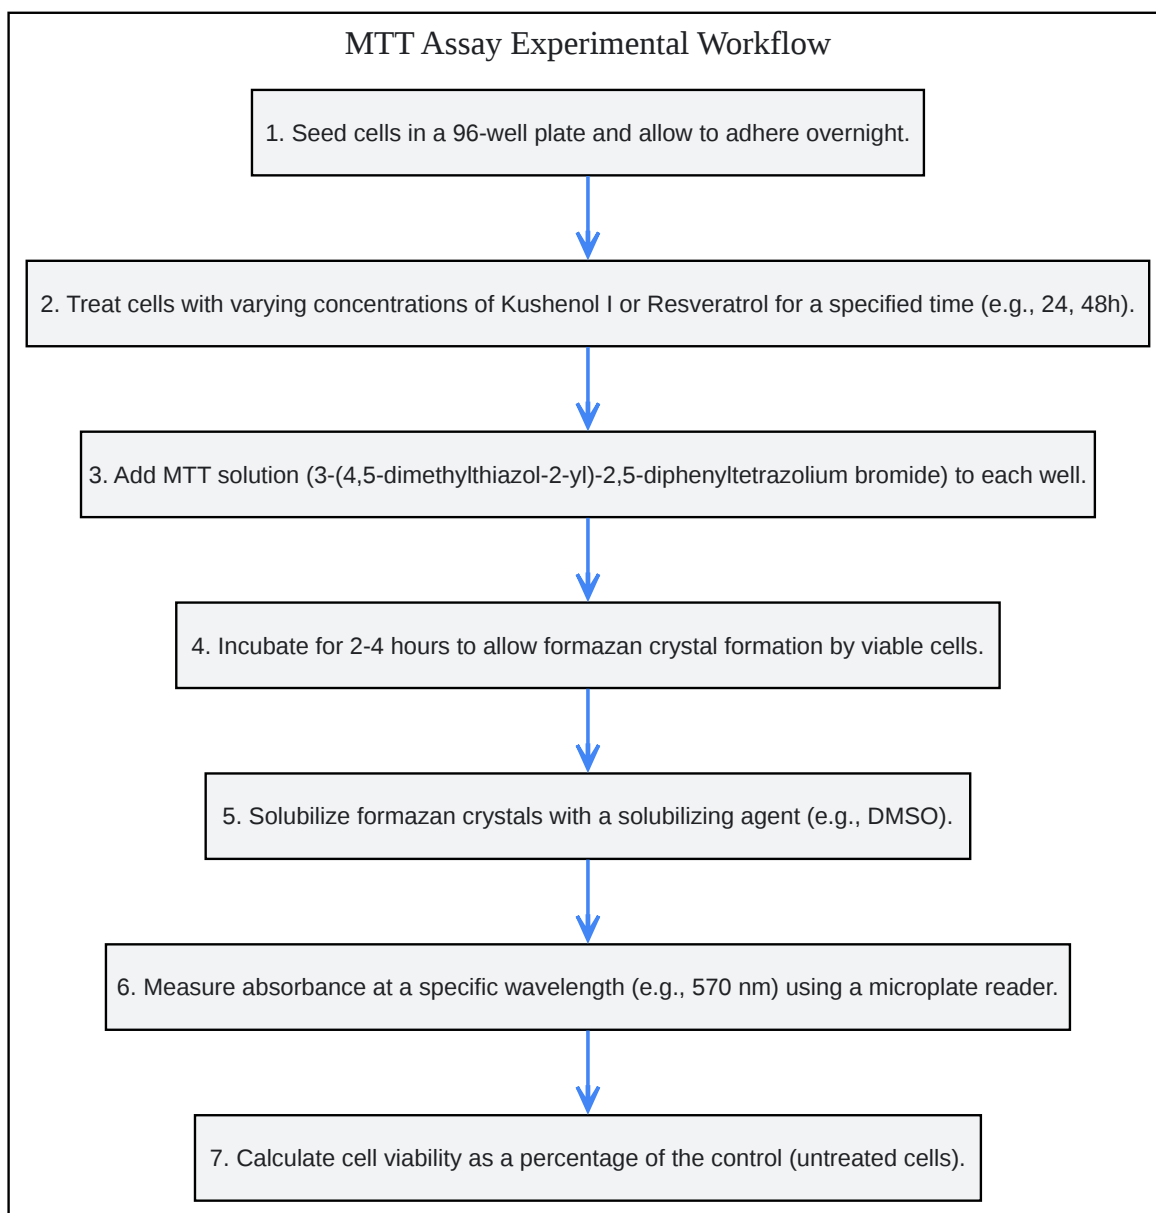 MTT Assay Experimental Workflow
1. Seed cells in a 96-well plate and allow to adhere overnight.
2. Treat cells with varying concentrations of Kushenol I or Resveratrol for a specified time (e.g., 24, 48h).
3. Add MTT solution (3-(4,5-dimethylthiazol-2-yl)-2,5-diphenyltetrazolium bromide) to each well.
4. Incubate for 2-4 hours to allow formazan crystal formation by viable cells.
5. Solubilize formazan crystals with a solubilizing agent (e.g., DMSO).
6. Measure absorbance at a specific wavelength (e.g., 570 nm) using a microplate reader.
7. Calculate cell viability as a percentage of the control (untreated cells).